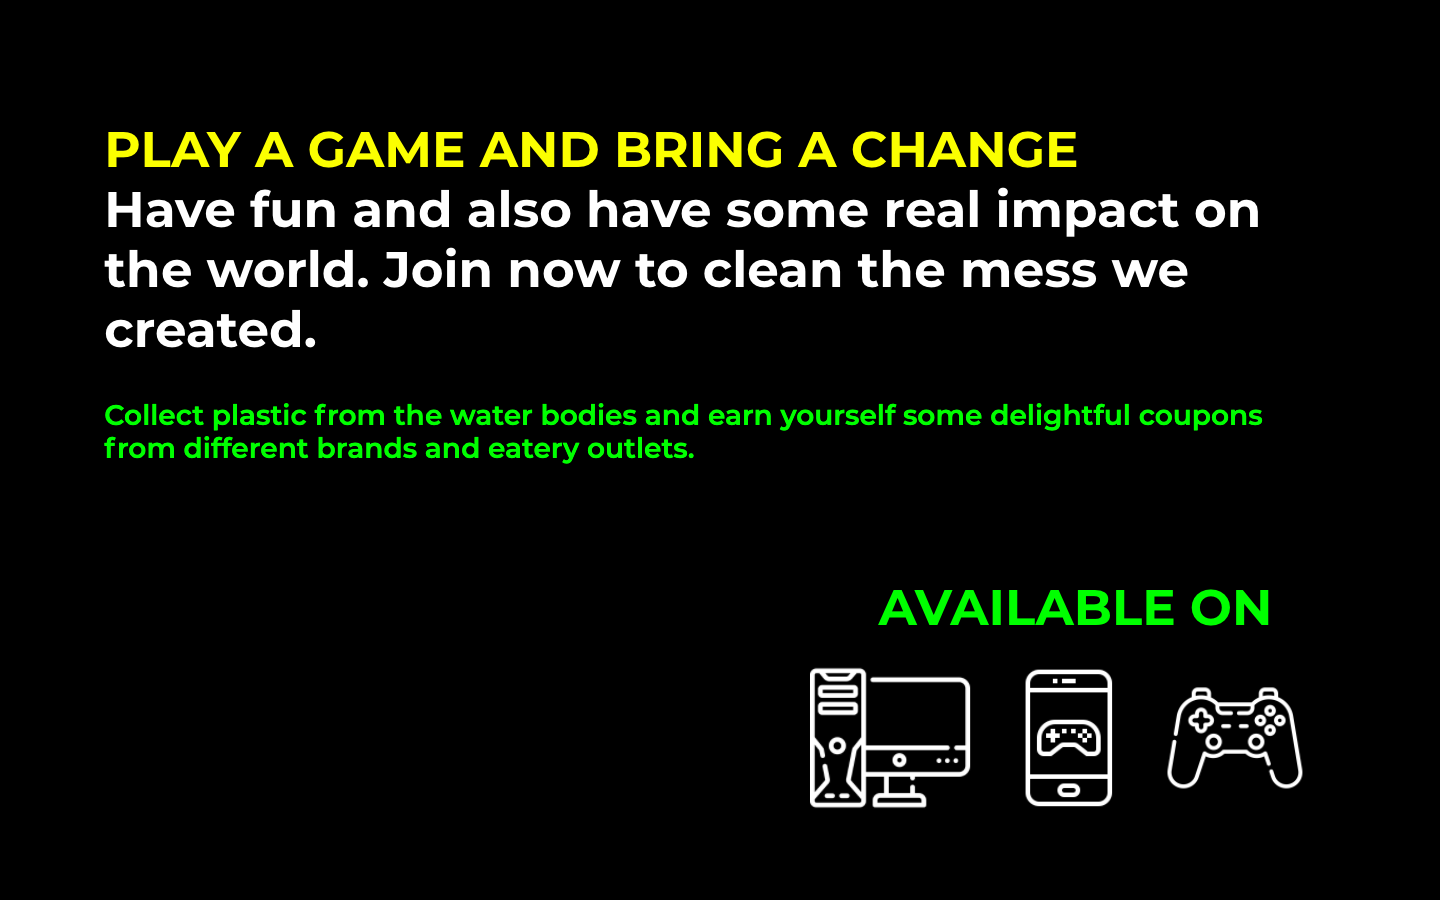 PLAY A GAME AND BRING A CHANGE
Have fun and also have some real impact on
the world. Join now to clean the mess we
created.
Collect plastic from the water bodies and earn yourself some delightful coupons
from different brands and eatery outlets.
AVAILABLE ON